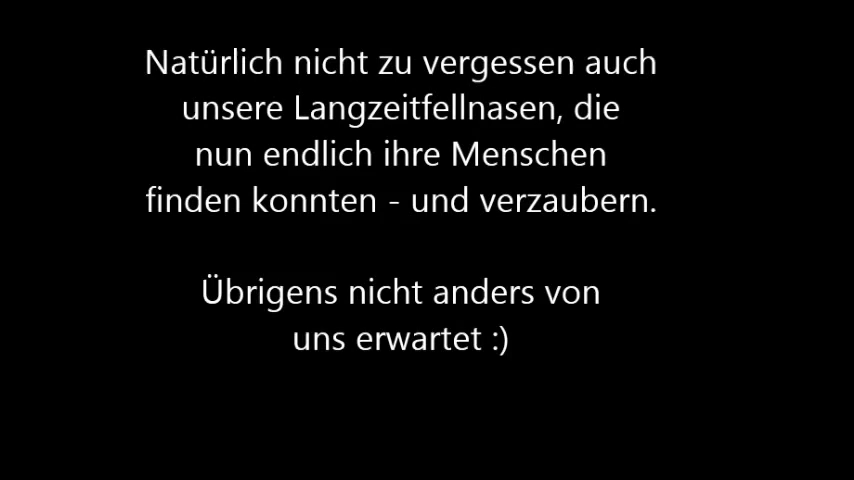 Natürlich nicht zu vergessen auch
unsere Langzeitfellnasen, die
nun endlich ihre Menschen
finden konnten - und verzaubern.
Übrigens nicht anders von
uns erwartet :)